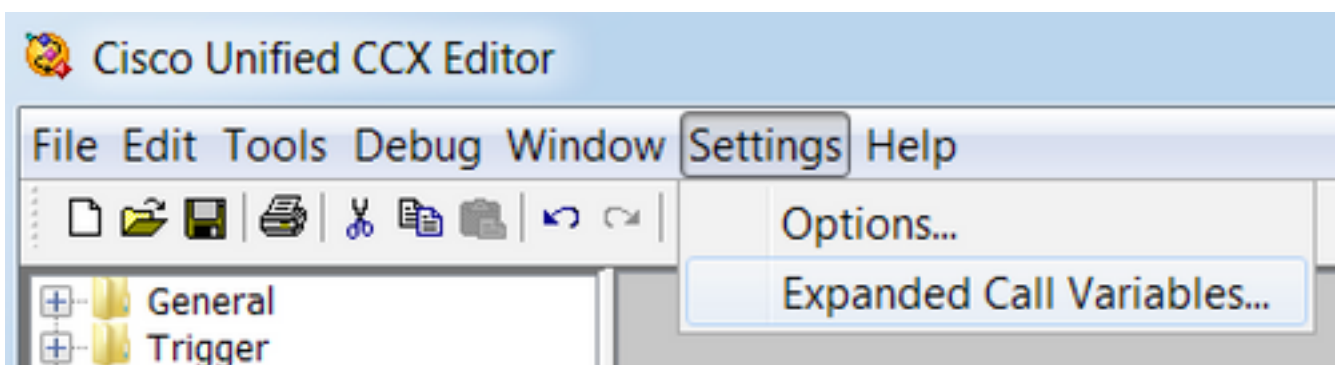 Cisco Unified CCX Editor
File Edit Tools Debug Window Settings Help
Options...
Expanded Call Variables...
General
Trigger